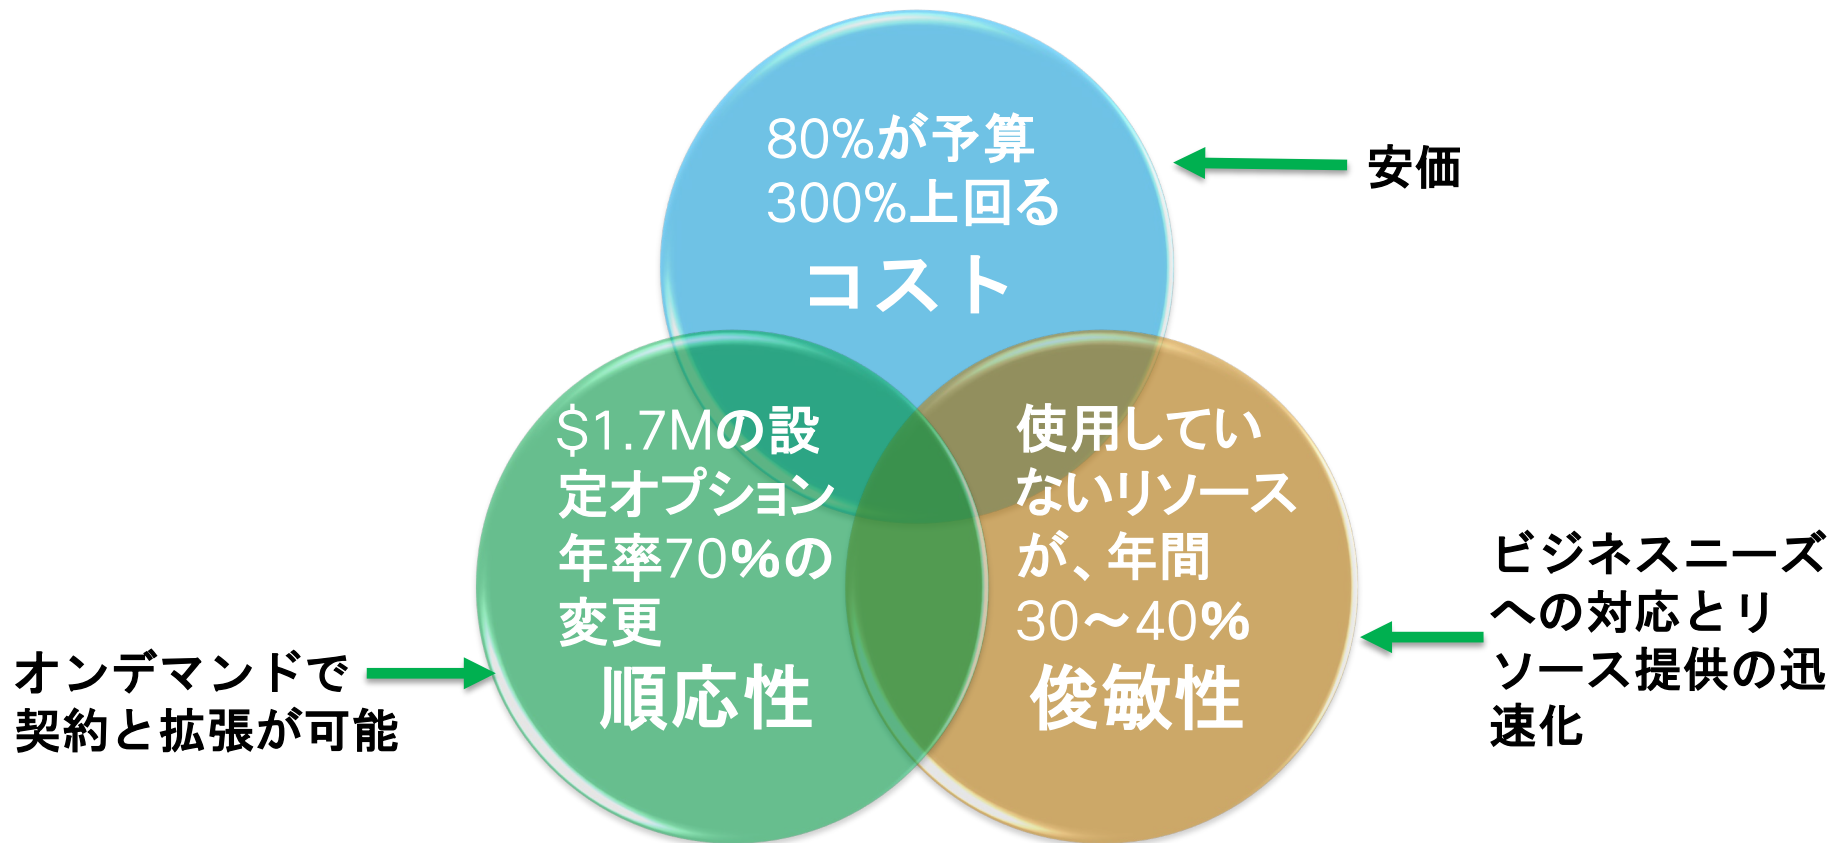 80%が予算
300%上回る
コスト
安価
$1.7Mの設
定オプション
年率70%の
変更
順応性
使用してい
ないリソース
が、年間
30〜40%
俊敏性
オンデマンドで
契約と拡張が可能
ビジネスニーズ
への対応とリ
ソース提供の迅
速化